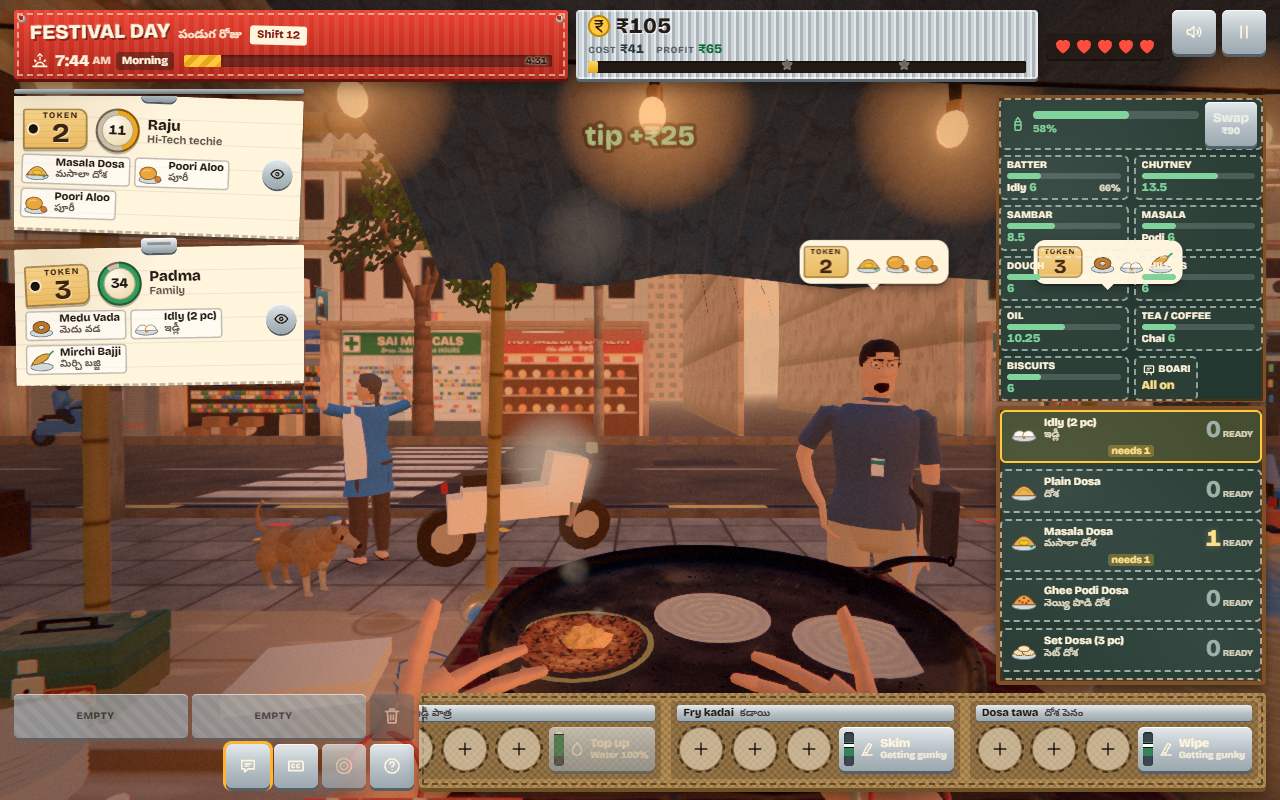 FESTIVAL DAY పండుగ రోజు Shift 12
7:44 AM Morning 4:31
₹105
COST ₹41 PROFIT ₹65
TOKEN
2
11
Raju
Hi-Tech techie
Masala Dosa
మసాలా దోశ
Poori Aloo
పూరీ
Poori Aloo
పూరీ
TOKEN
3
34
Padma
Family
Medu Vada
మెదు వడ
Idly (2 pc)
ఇడ్లీ
Mirchi Bajji
మిర్చి బజ్జీ
tip +₹25
TOKEN
2
TOKEN
3
SAI
HOURS
58%
Swap
₹90
BATTER
Idly 6 66%
CHUTNEY
13.5
SAMBAR
8.5
MASALA
Podi 6
DOUGH
6
6
OIL
10.25
TEA / COFFEE
Chai 6
BISCUITS
6
BOARD
All on
Idly (2 pc)
ఇడ్లీ
0 READY
needs 1
Plain Dosa
దోశ
0 READY
Masala Dosa
మసాలా దోశ
1 READY
needs 1
Ghee Podi Dosa
నెయ్యి పొడి దోశ
0 READY
Set Dosa (3 pc)
సెట్ దోశ
0 READY
EMPTY
EMPTY
CC
పాత్ర
Top up
Water 100%
Fry kadai కడాయి
Skim
Getting gunky
Dosa tawa దోశ పెనం
Wipe
Getting gunky